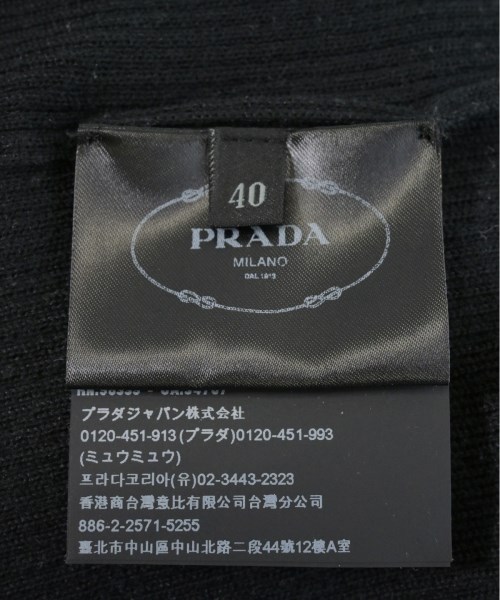 40
PRADA
MILANO
DAL 1913
プラダジャパン株式会社
0120-451-913(プラダ)0120-451-993
(ミュウミュウ)
프라다코리아(유)02-3443-2323
香港商台灣意比有限公司台灣分公司
886-2-2571-5255
臺北市中山區中山北路二段44號12樓A室